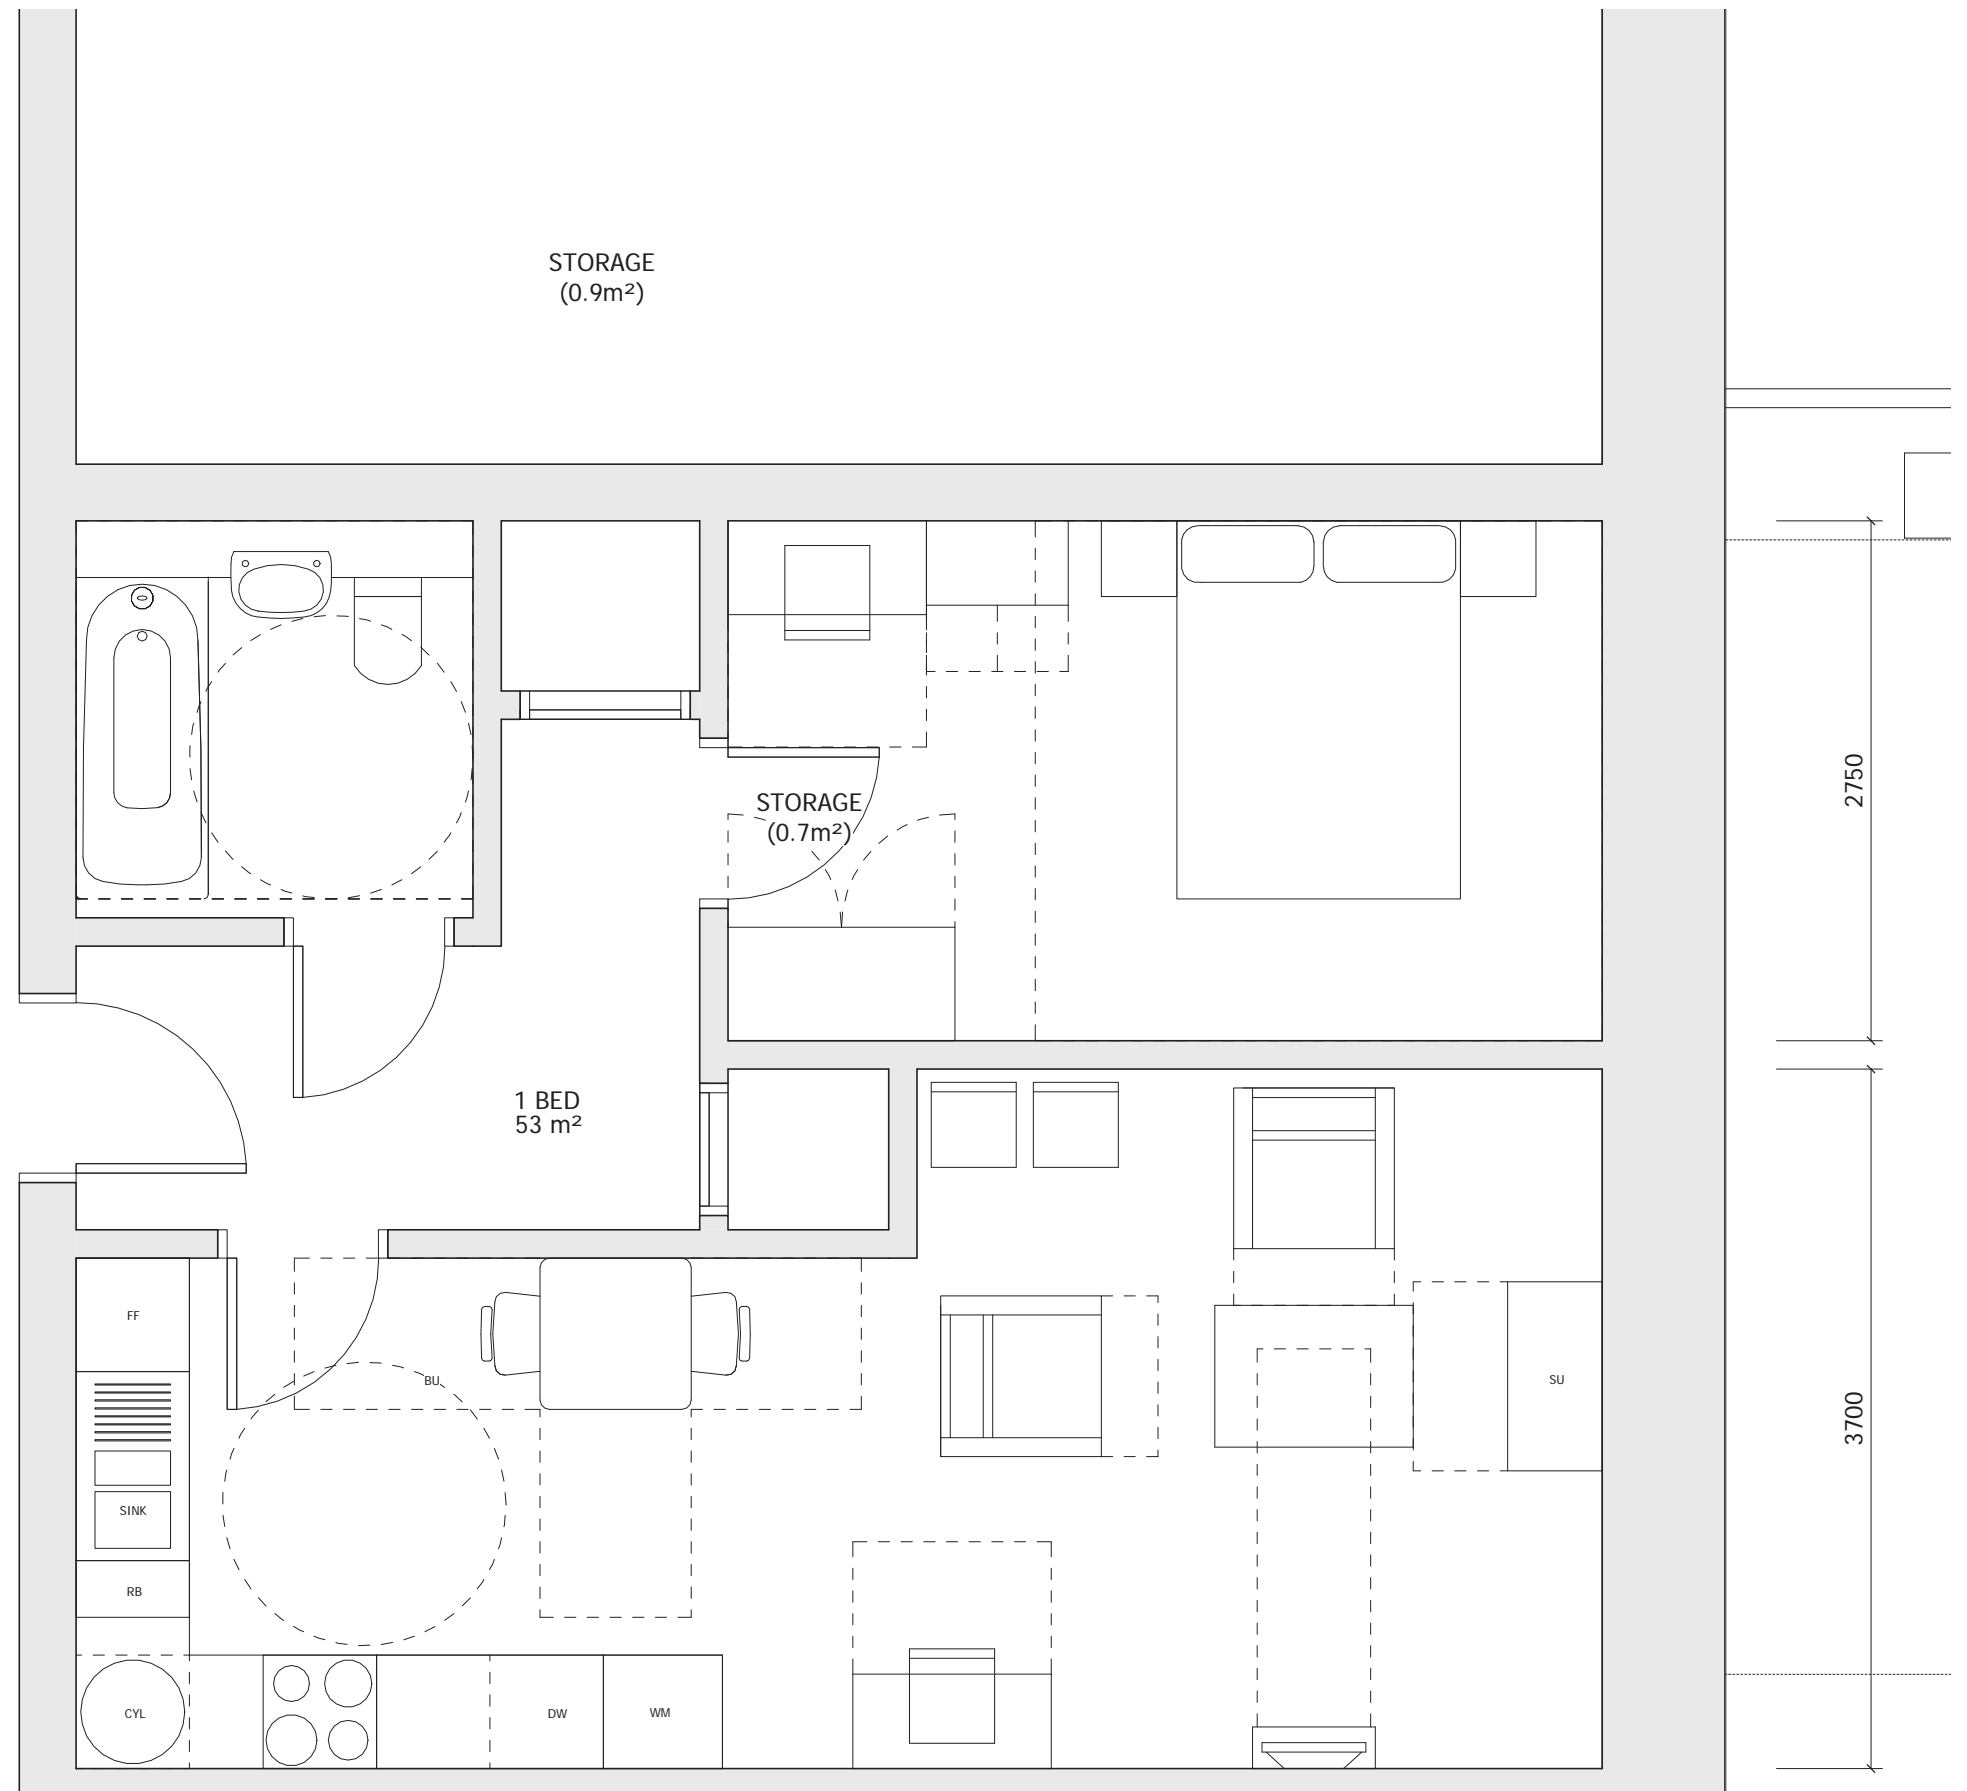 STORAGE
(0.9m²)
STORAGE
(0.7m²)
2750
1 BED
53 m²
FF
BU
SU
3700
SINK
RB
CYL
DW
WM